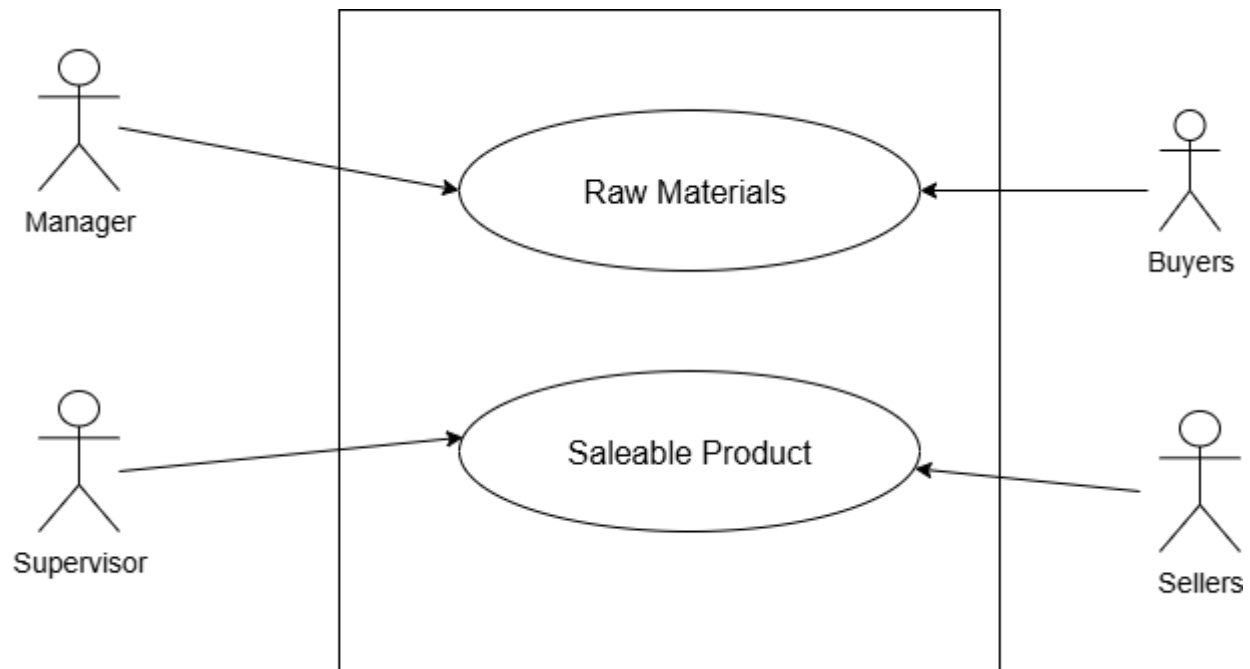 Manager
Raw Materials
Buyers
Supervisor
Saleable Product
Sellers